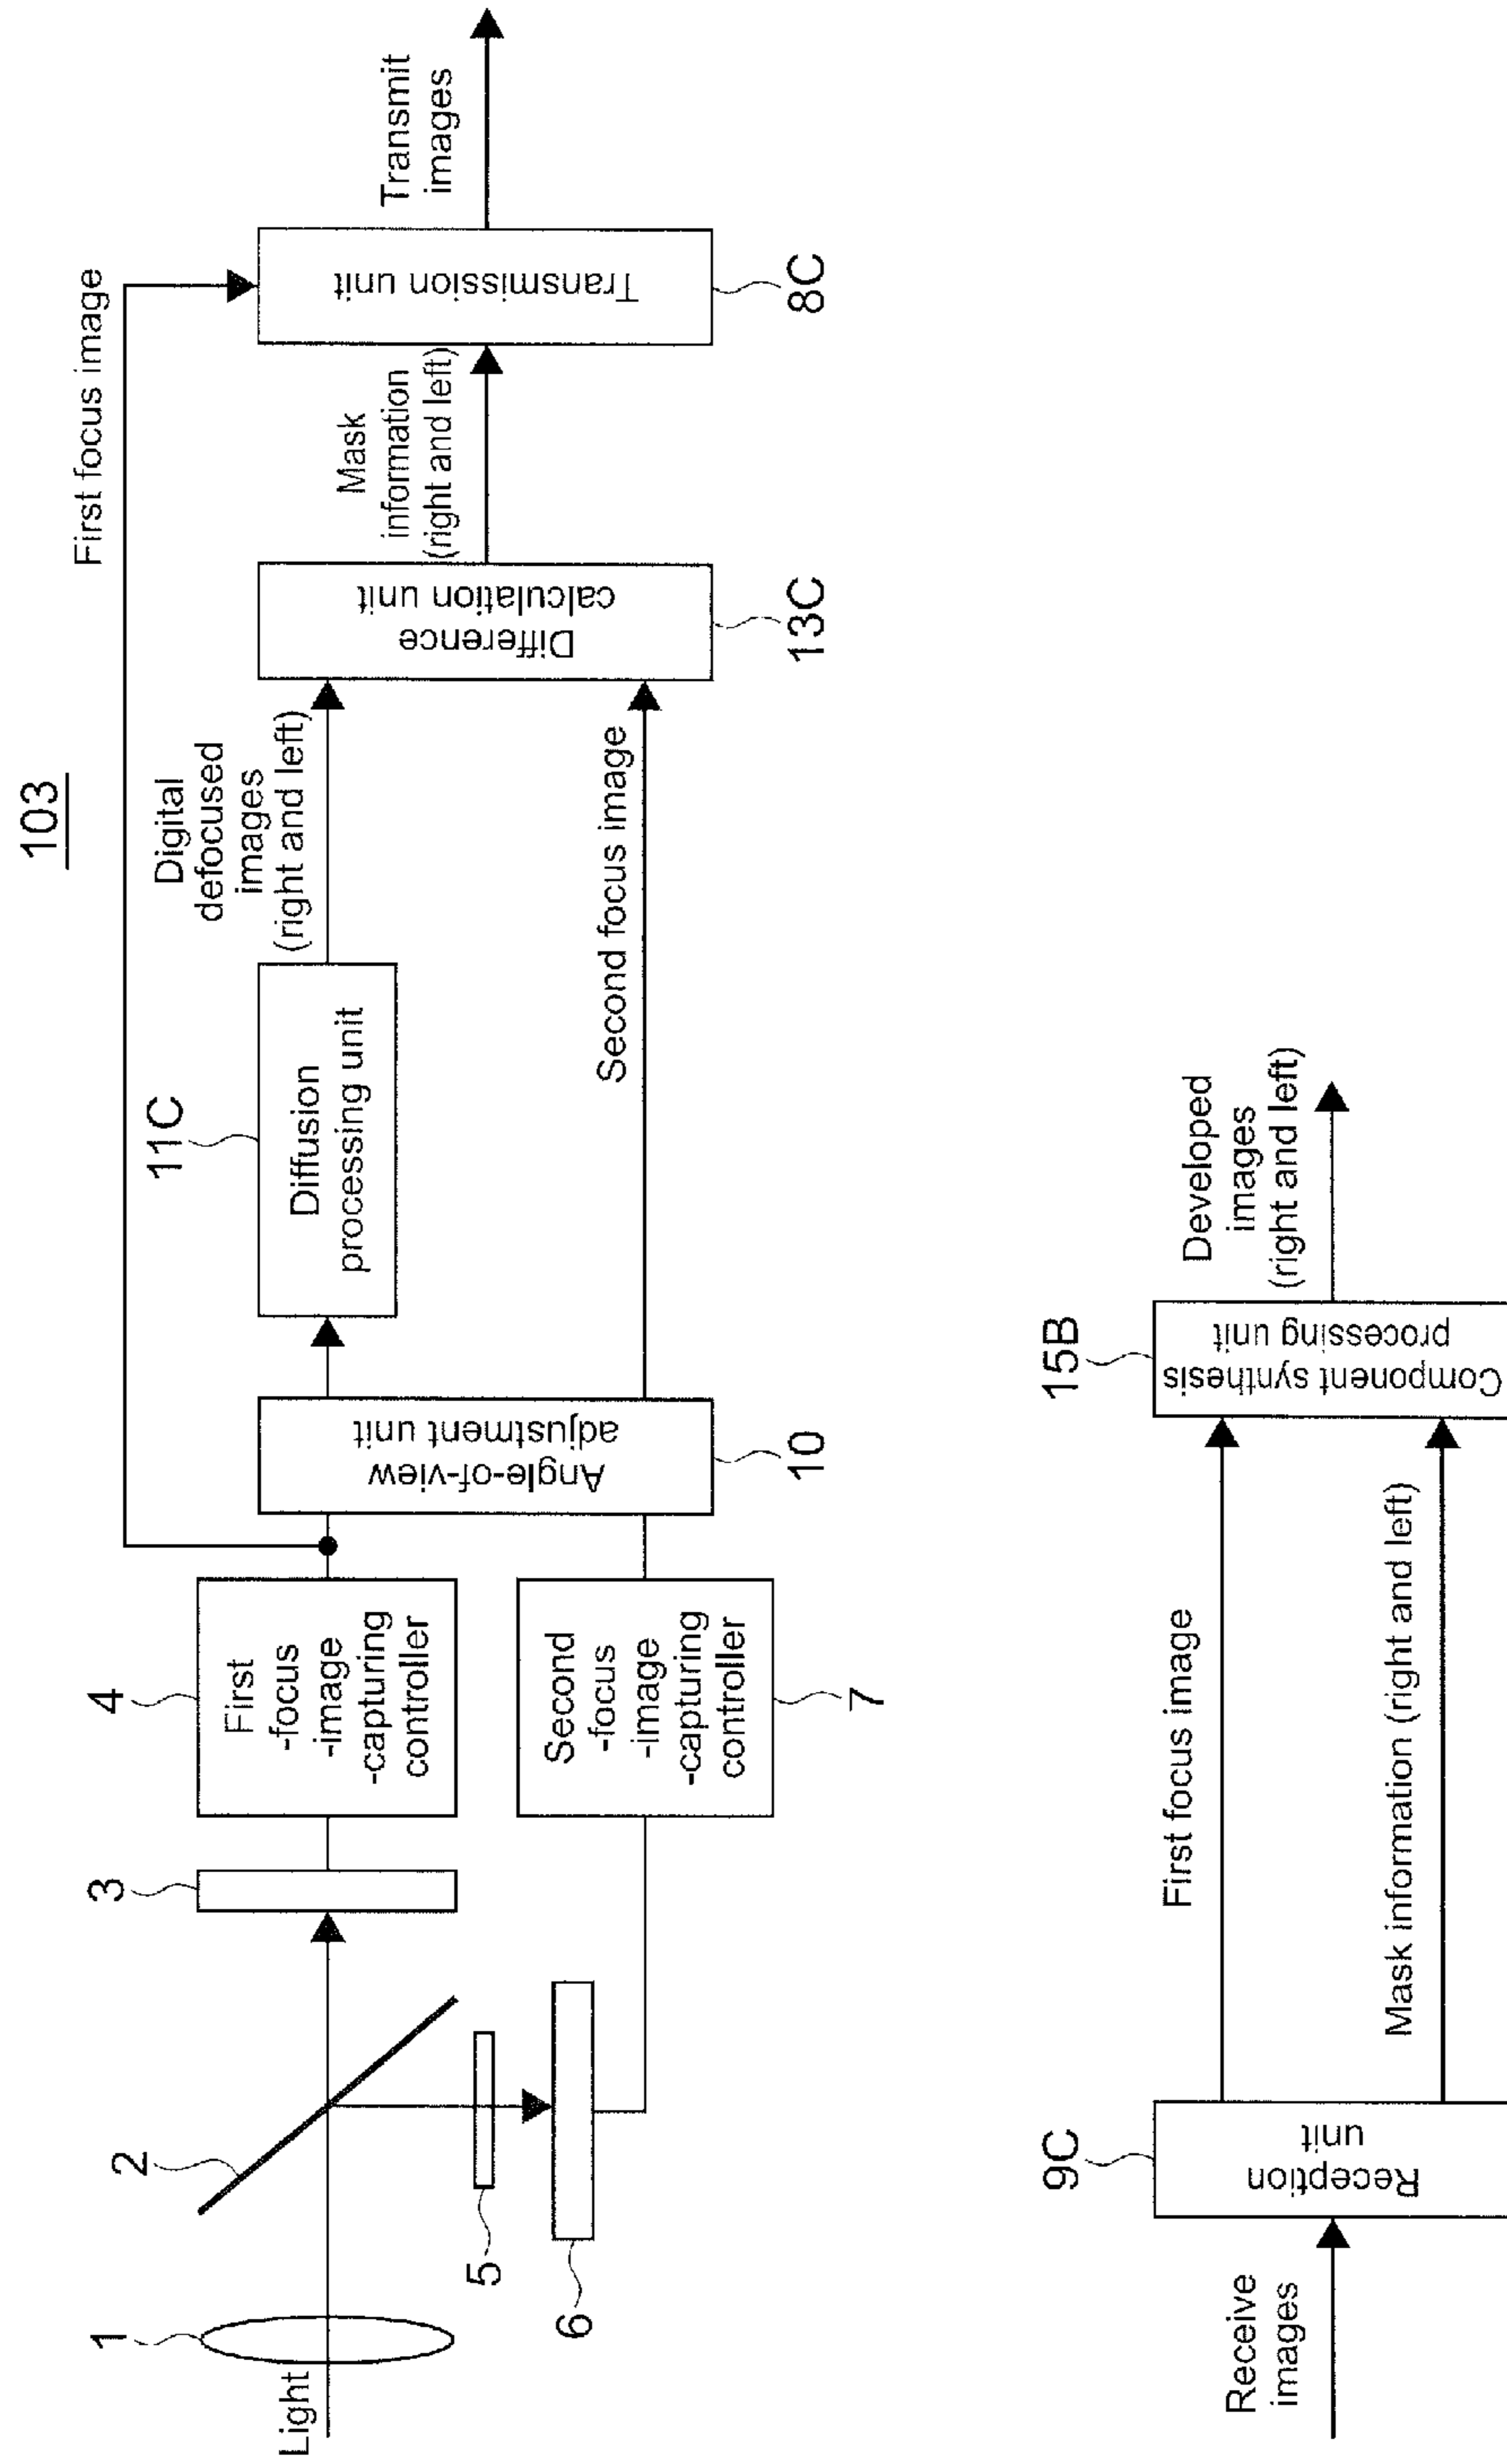 103
First focus image
Light
1
2
3
4
First
-focus
-image
-capturing
controller
5
6
Second
-focus
-image
-capturing
controller
7
Angle-of-view
adjustment unit
10
11C
Diffusion
processing unit
Digital
defocused
images
(right and left)
Second focus image
Difference
calculation unit
13C
Mask
information
(right and left)
Transmission unit
8C
Transmit
images
Receive
images
9C
Reception
unit
First focus image
Mask information (right and left)
15B
Component synthesis
processing unit
Developed
images
(right and left)